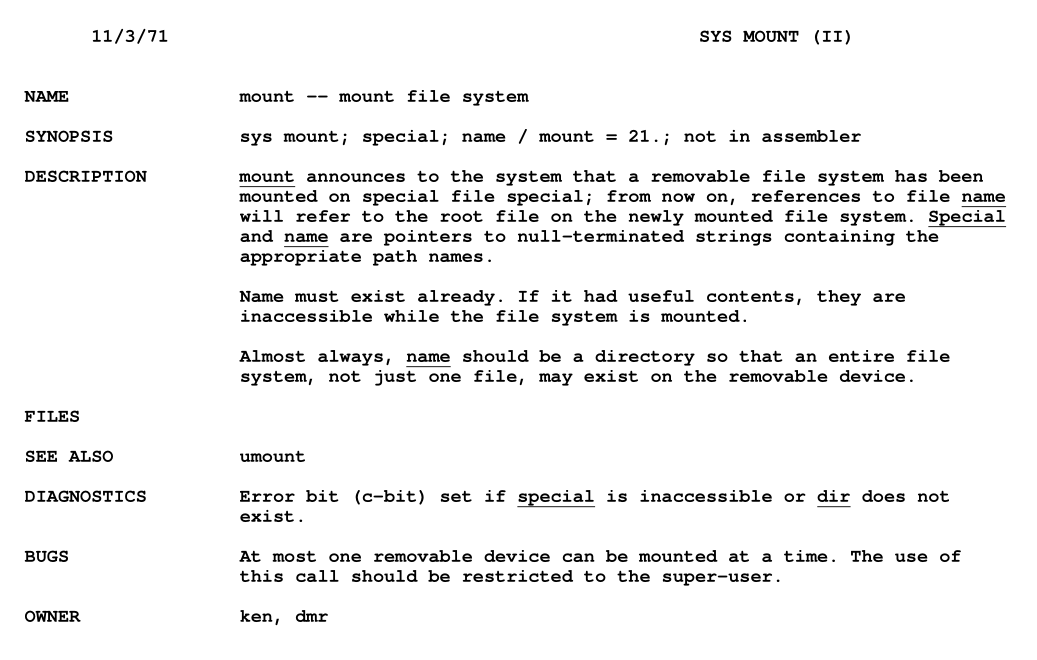 11/3/71 SYS MOUNT (II)
NAME mount -- mount file system
SYNOPSIS sys mount; special; name / mount = 21.; not in assembler
DESCRIPTION mount announces to the system that a removable file system has been
mounted on special file special; from now on, references to file name
will refer to the root file on the newly mounted file system. Special
and name are pointers to null-terminated strings containing the
appropriate path names.
Name must exist already. If it had useful contents, they are
inaccessible while the file system is mounted.
Almost always, name should be a directory so that an entire file
system, not just one file, may exist on the removable device.
FILES
SEE ALSO umount
DIAGNOSTICS Error bit (c-bit) set if special is inaccessible or dir does not
exist.
BUGS At most one removable device can be mounted at a time. The use of
this call should be restricted to the super-user.
OWNER ken, dmr